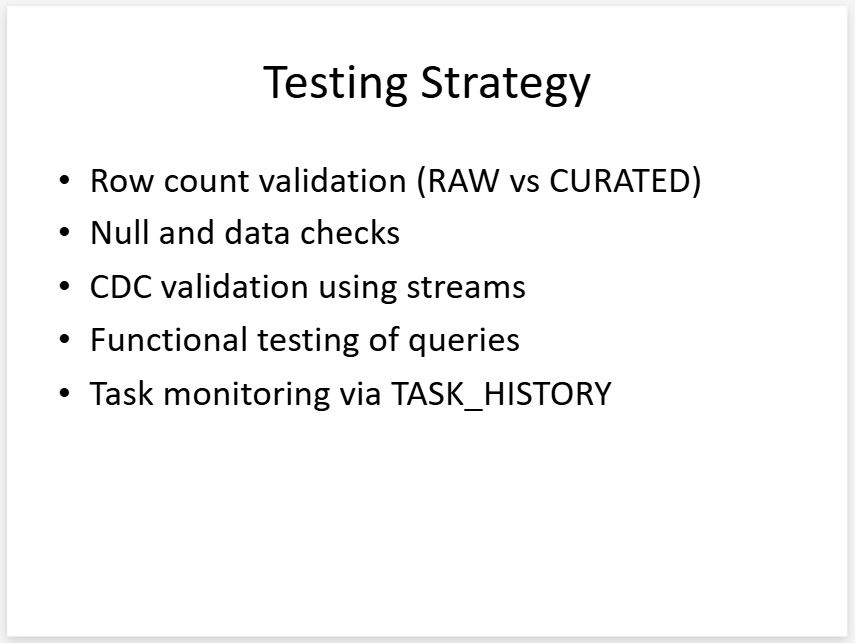 Testing Strategy
• Row count validation (RAW vs CURATED)
• Null and data checks
• CDC validation using streams
• Functional testing of queries
• Task monitoring via TASK_HISTORY